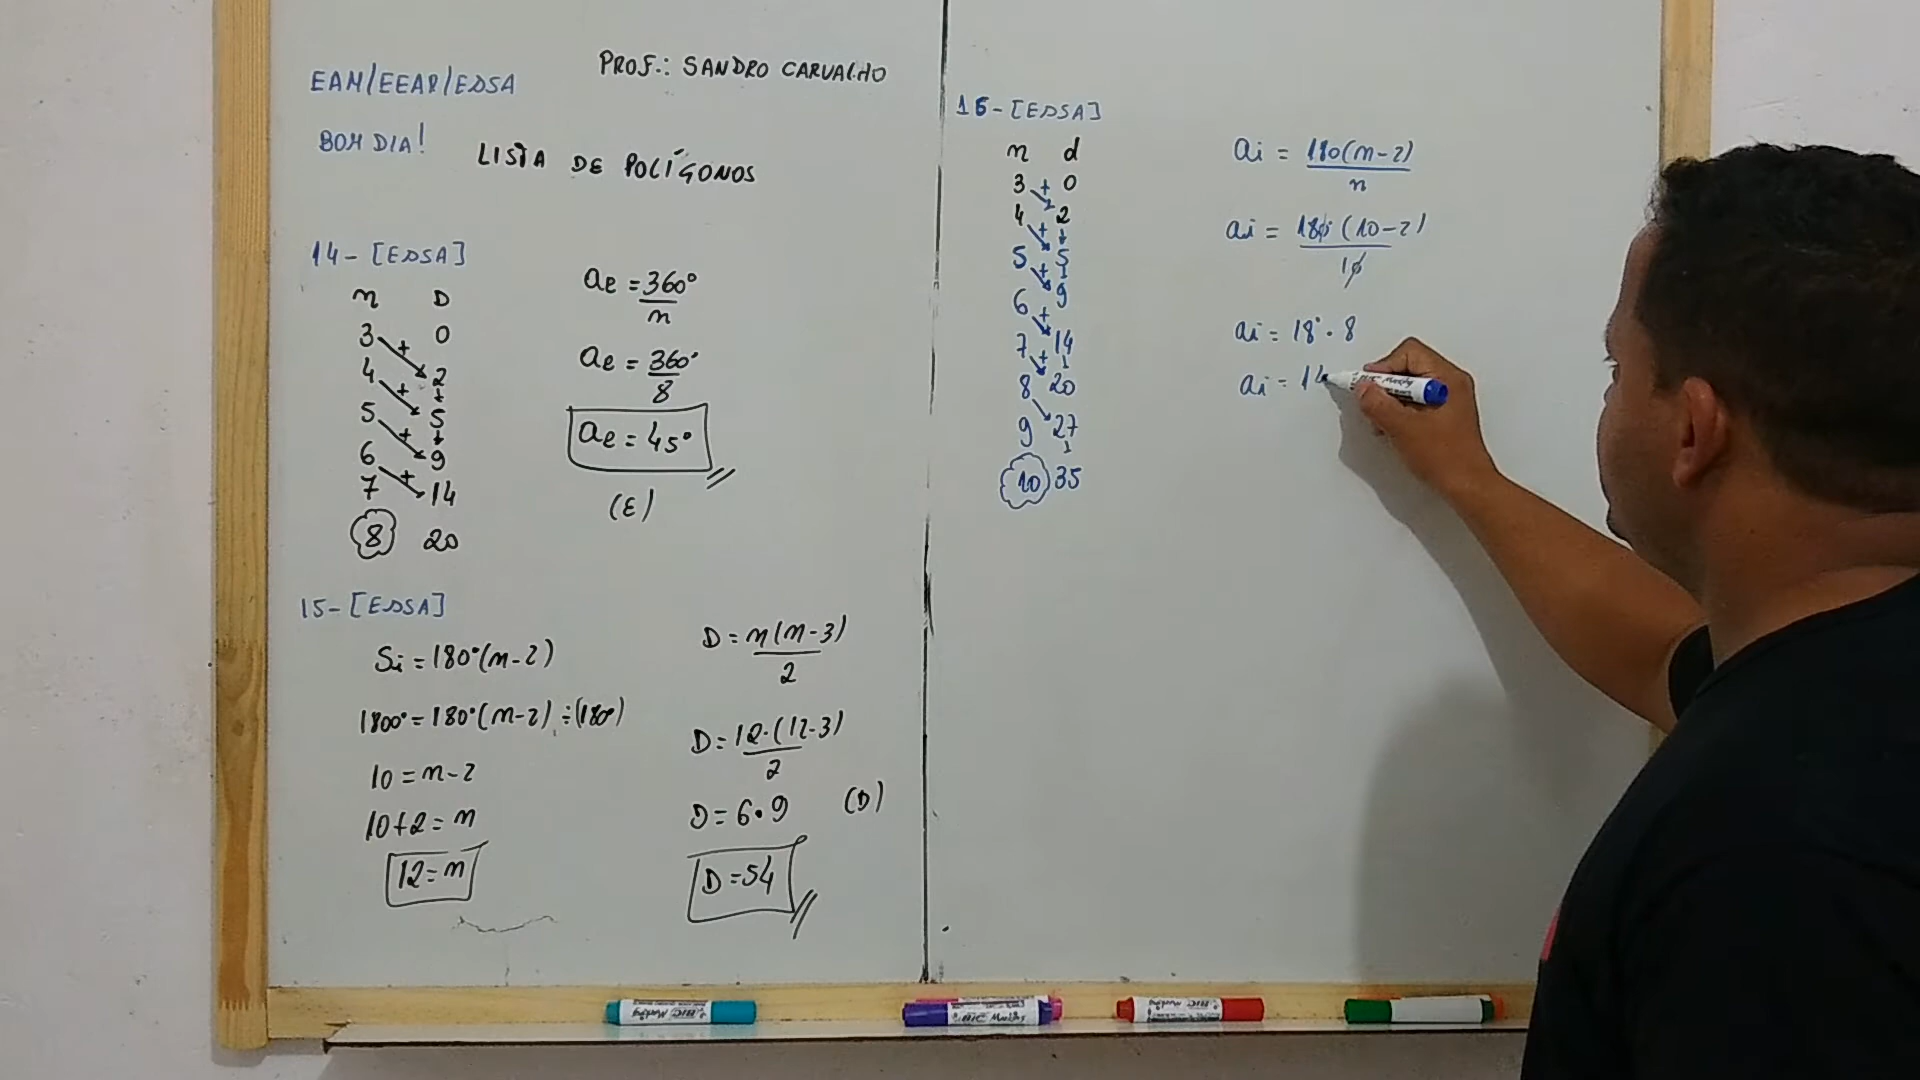 EAM/EEAR/EDSA
PROF.: SANDRO CARVALHO
BOM DIA!
LISTA DE POLÍGONOS
14- [EDSA]
n D
3 + 0
4 + 2
5 + 5
6 + 9
7 14
8 20
ae = 360°/n
ae = 360°/8
ae = 45°
(E)
15- [EDSA]
Si = 180°(n-2)
1800° = 180°(n-2) ÷(180°)
10 = n-2
10+2 = n
12 = n
D = n(n-3)/2
D = 12·(12-3)/2
D = 6·9 (D)
D = 54
16- [EDSA]
n d
3 + 0
4 + 2
5 + 5
6 + 9
7 + 14
8 20
9 27
10 35
ai = 180(n-2)/n
ai = 180(10-2)/10
ai = 18°·8
ai = 14